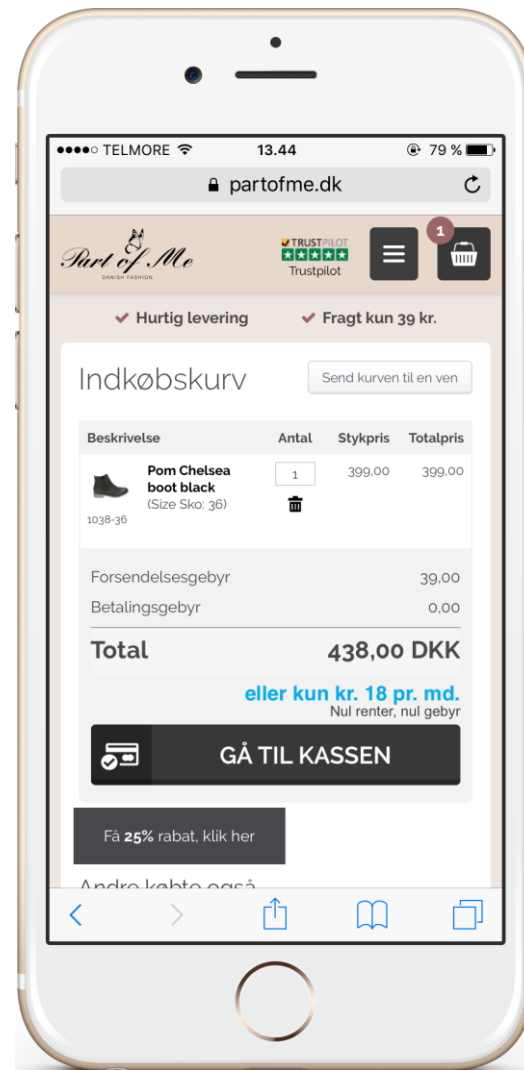 TELMORE 13.44 79 %
partofme.dk
Part of Me
DANISH FASHION
TRUSTPILOT
Trustpilot
1
Hurtig levering Fragt kun 39 kr.
Indkøbskurv Send kurven til en ven
Beskrivelse Antal Stykpris Totalpris
Pom Chelsea 1 399,00 399,00
boot black
(Size Sko: 36)
1038-36
Forsendelsesgebyr 39,00
Betalingsgebyr 0,00
Total 438,00 DKK
eller kun kr. 18 pr. md.
Nul renter, nul gebyr
GÅ TIL KASSEN
Få 25% rabat, klik her
Andre købte også